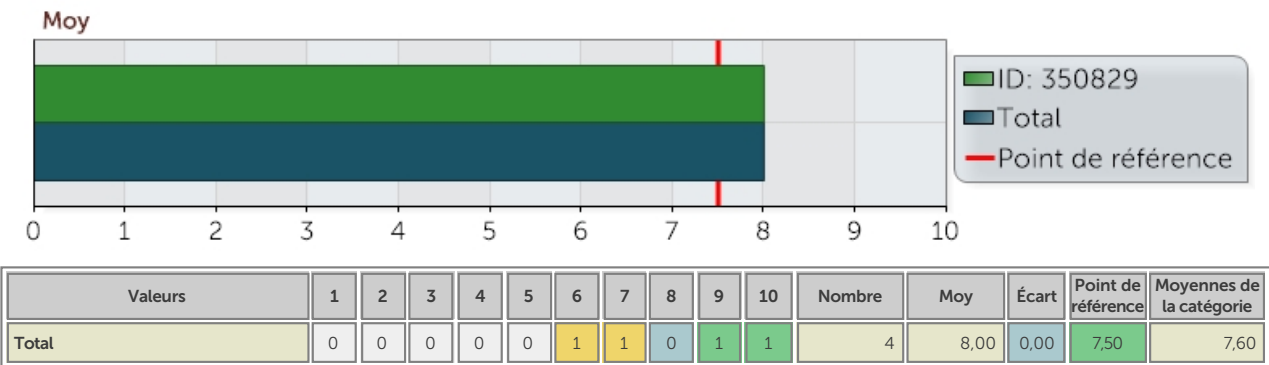 Moy
ID: 350829
Total
Point de référence
0 1 2 3 4 5 6 7 8 9 10
Valeurs 1 2 3 4 5 6 7 8 9 10 Nombre Moy Écart Point de référence Moyennes de la catégorie
Total 0 0 0 0 0 1 1 0 1 1 4 8,00 0,00 7,50 7,60